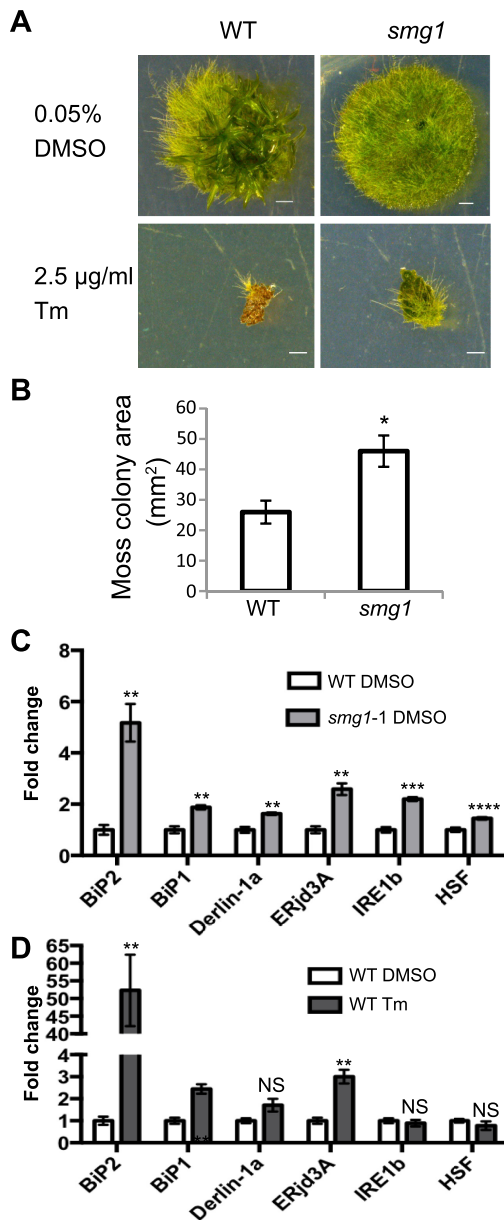 A
WT
smg1
0.05%
DMSO
2.5 µg/ml
Tm
B
Moss colony area
(mm²)
60
50
40
30
20
10
0
*
WT
smg1
C
Fold change
8
6
4
2
0
WT DMSO
smg1-1 DMSO
**
**
**
**
***
****
BiP2
BiP1
Derlin-1a
ERjd3A
IRE1b
HSF
D
Fold change
65
60
55
50
45
40
4
3
2
1
0
WT DMSO
WT Tm
**
**
NS
**
NS
NS
BiP2
BiP1
Derlin-1a
ERjd3A
IRE1b
HSF